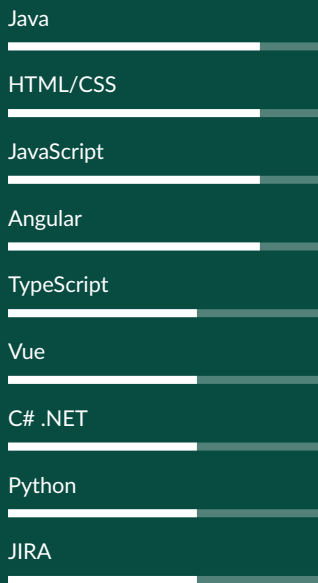 Java
HTML/CSS
JavaScript
Angular
TypeScript
Vue
C# .NET
Python
JIRA